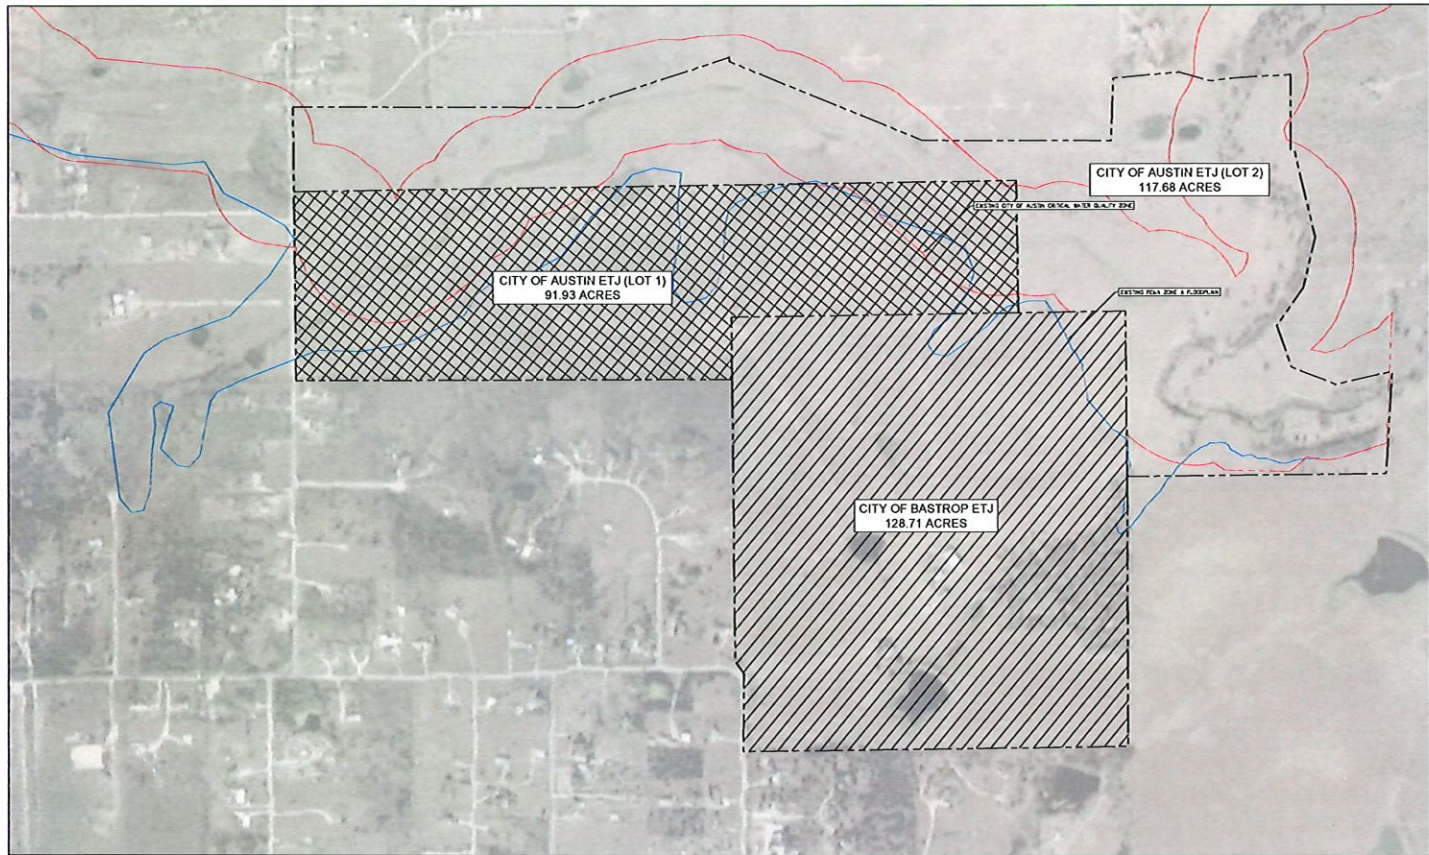 CITY OF AUSTIN ETJ (LOT 2)
117.68 ACRES
EXISTING CITY OF AUSTIN CRITICAL WATER QUALITY ZONE
CITY OF AUSTIN ETJ (LOT 1)
91.93 ACRES
EXISTING FEMA ZONE A FLOODPLAIN
CITY OF BASTROP ETJ
128.71 ACRES